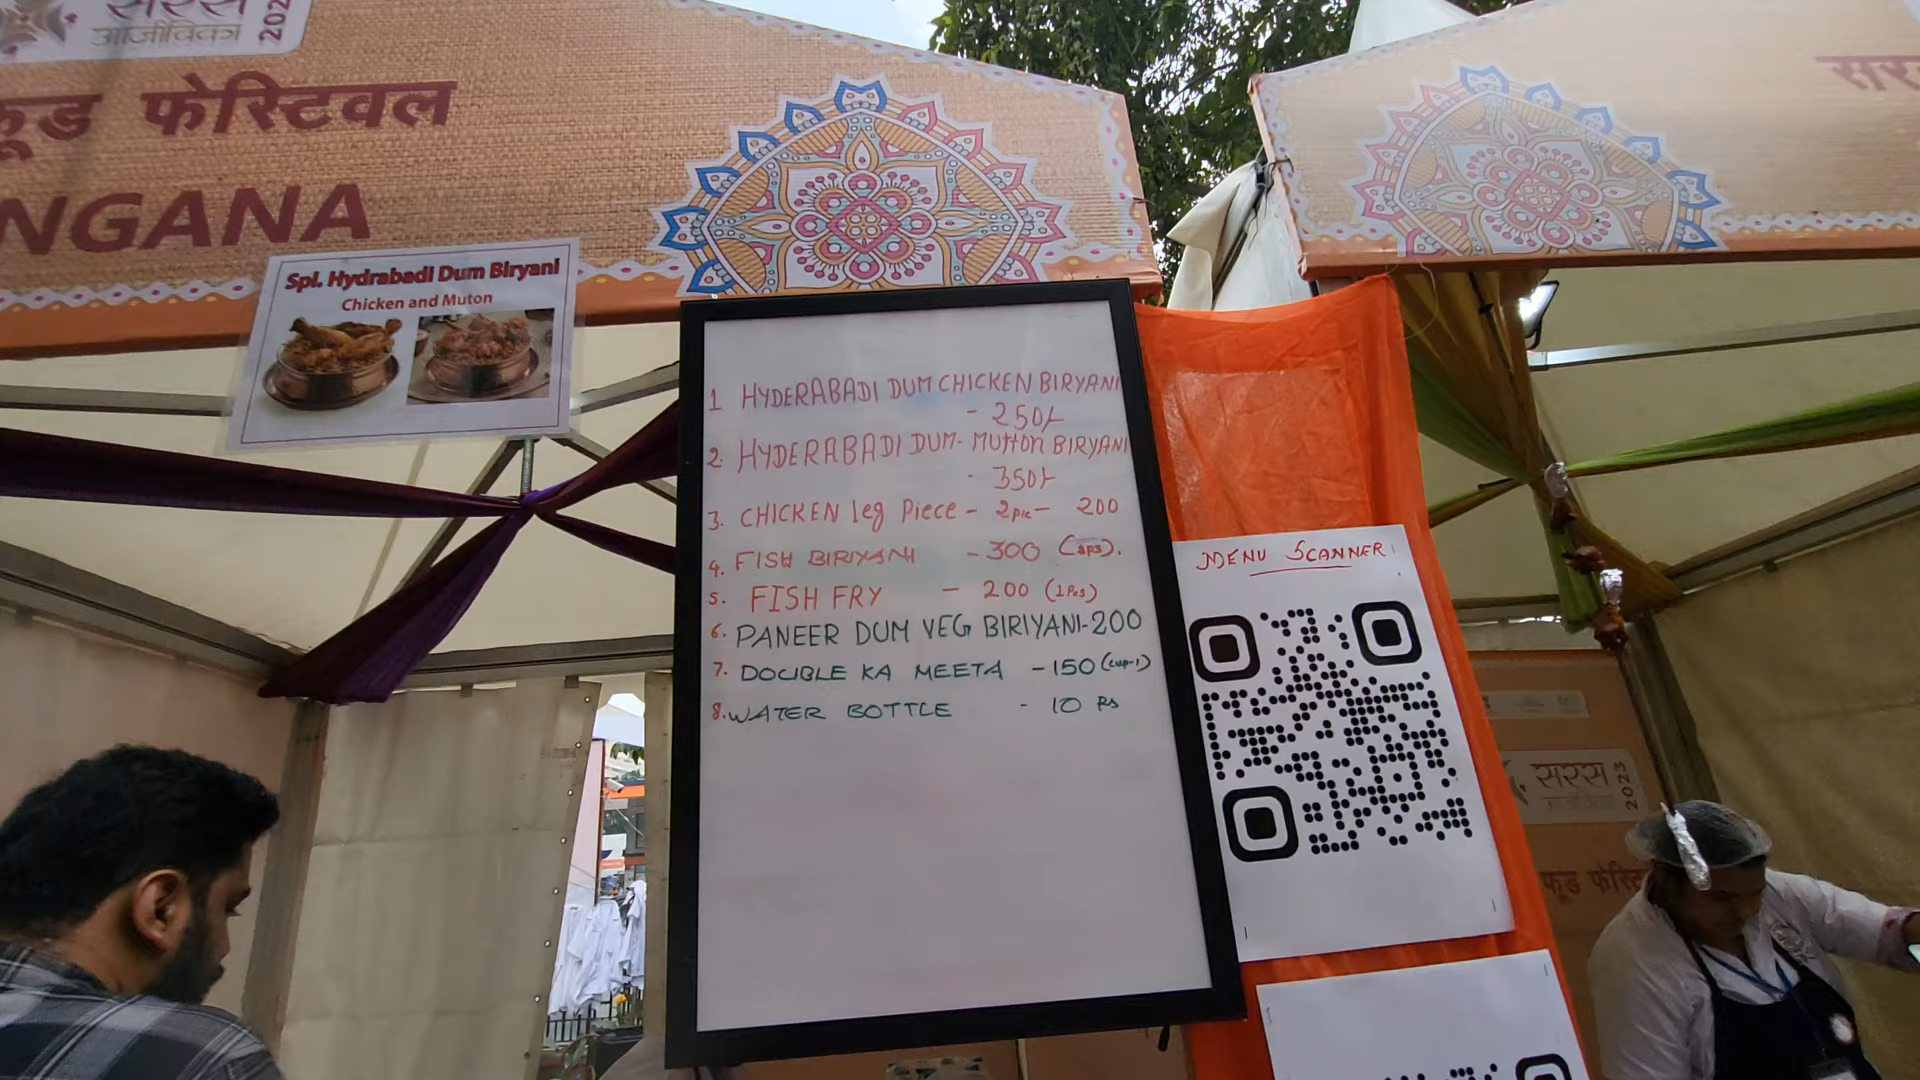 सरस
आजीविका
फूड फेस्टिवल
NGANA
Spl. Hydrabadi Dum Biryani
Chicken and Muton
1 HYDERABADI DUM CHICKEN BIRYANI
- 250/-
2. HYDERABADI DUM- MUTTON BIRYANI
- 350/-
3. CHICKEN leg Piece - 2pic - 200
4. FISH BIRIYANI - 300
5. FISH FRY - 200 (1Pcs)
6. PANEER DUM VEG BIRIYANI-200
7. DOUBLE KA MEETA - 150 (cup-1)
8. WATER BOTTLE - 10 Rs
MENU SCANNER
सरस 2023
फूड